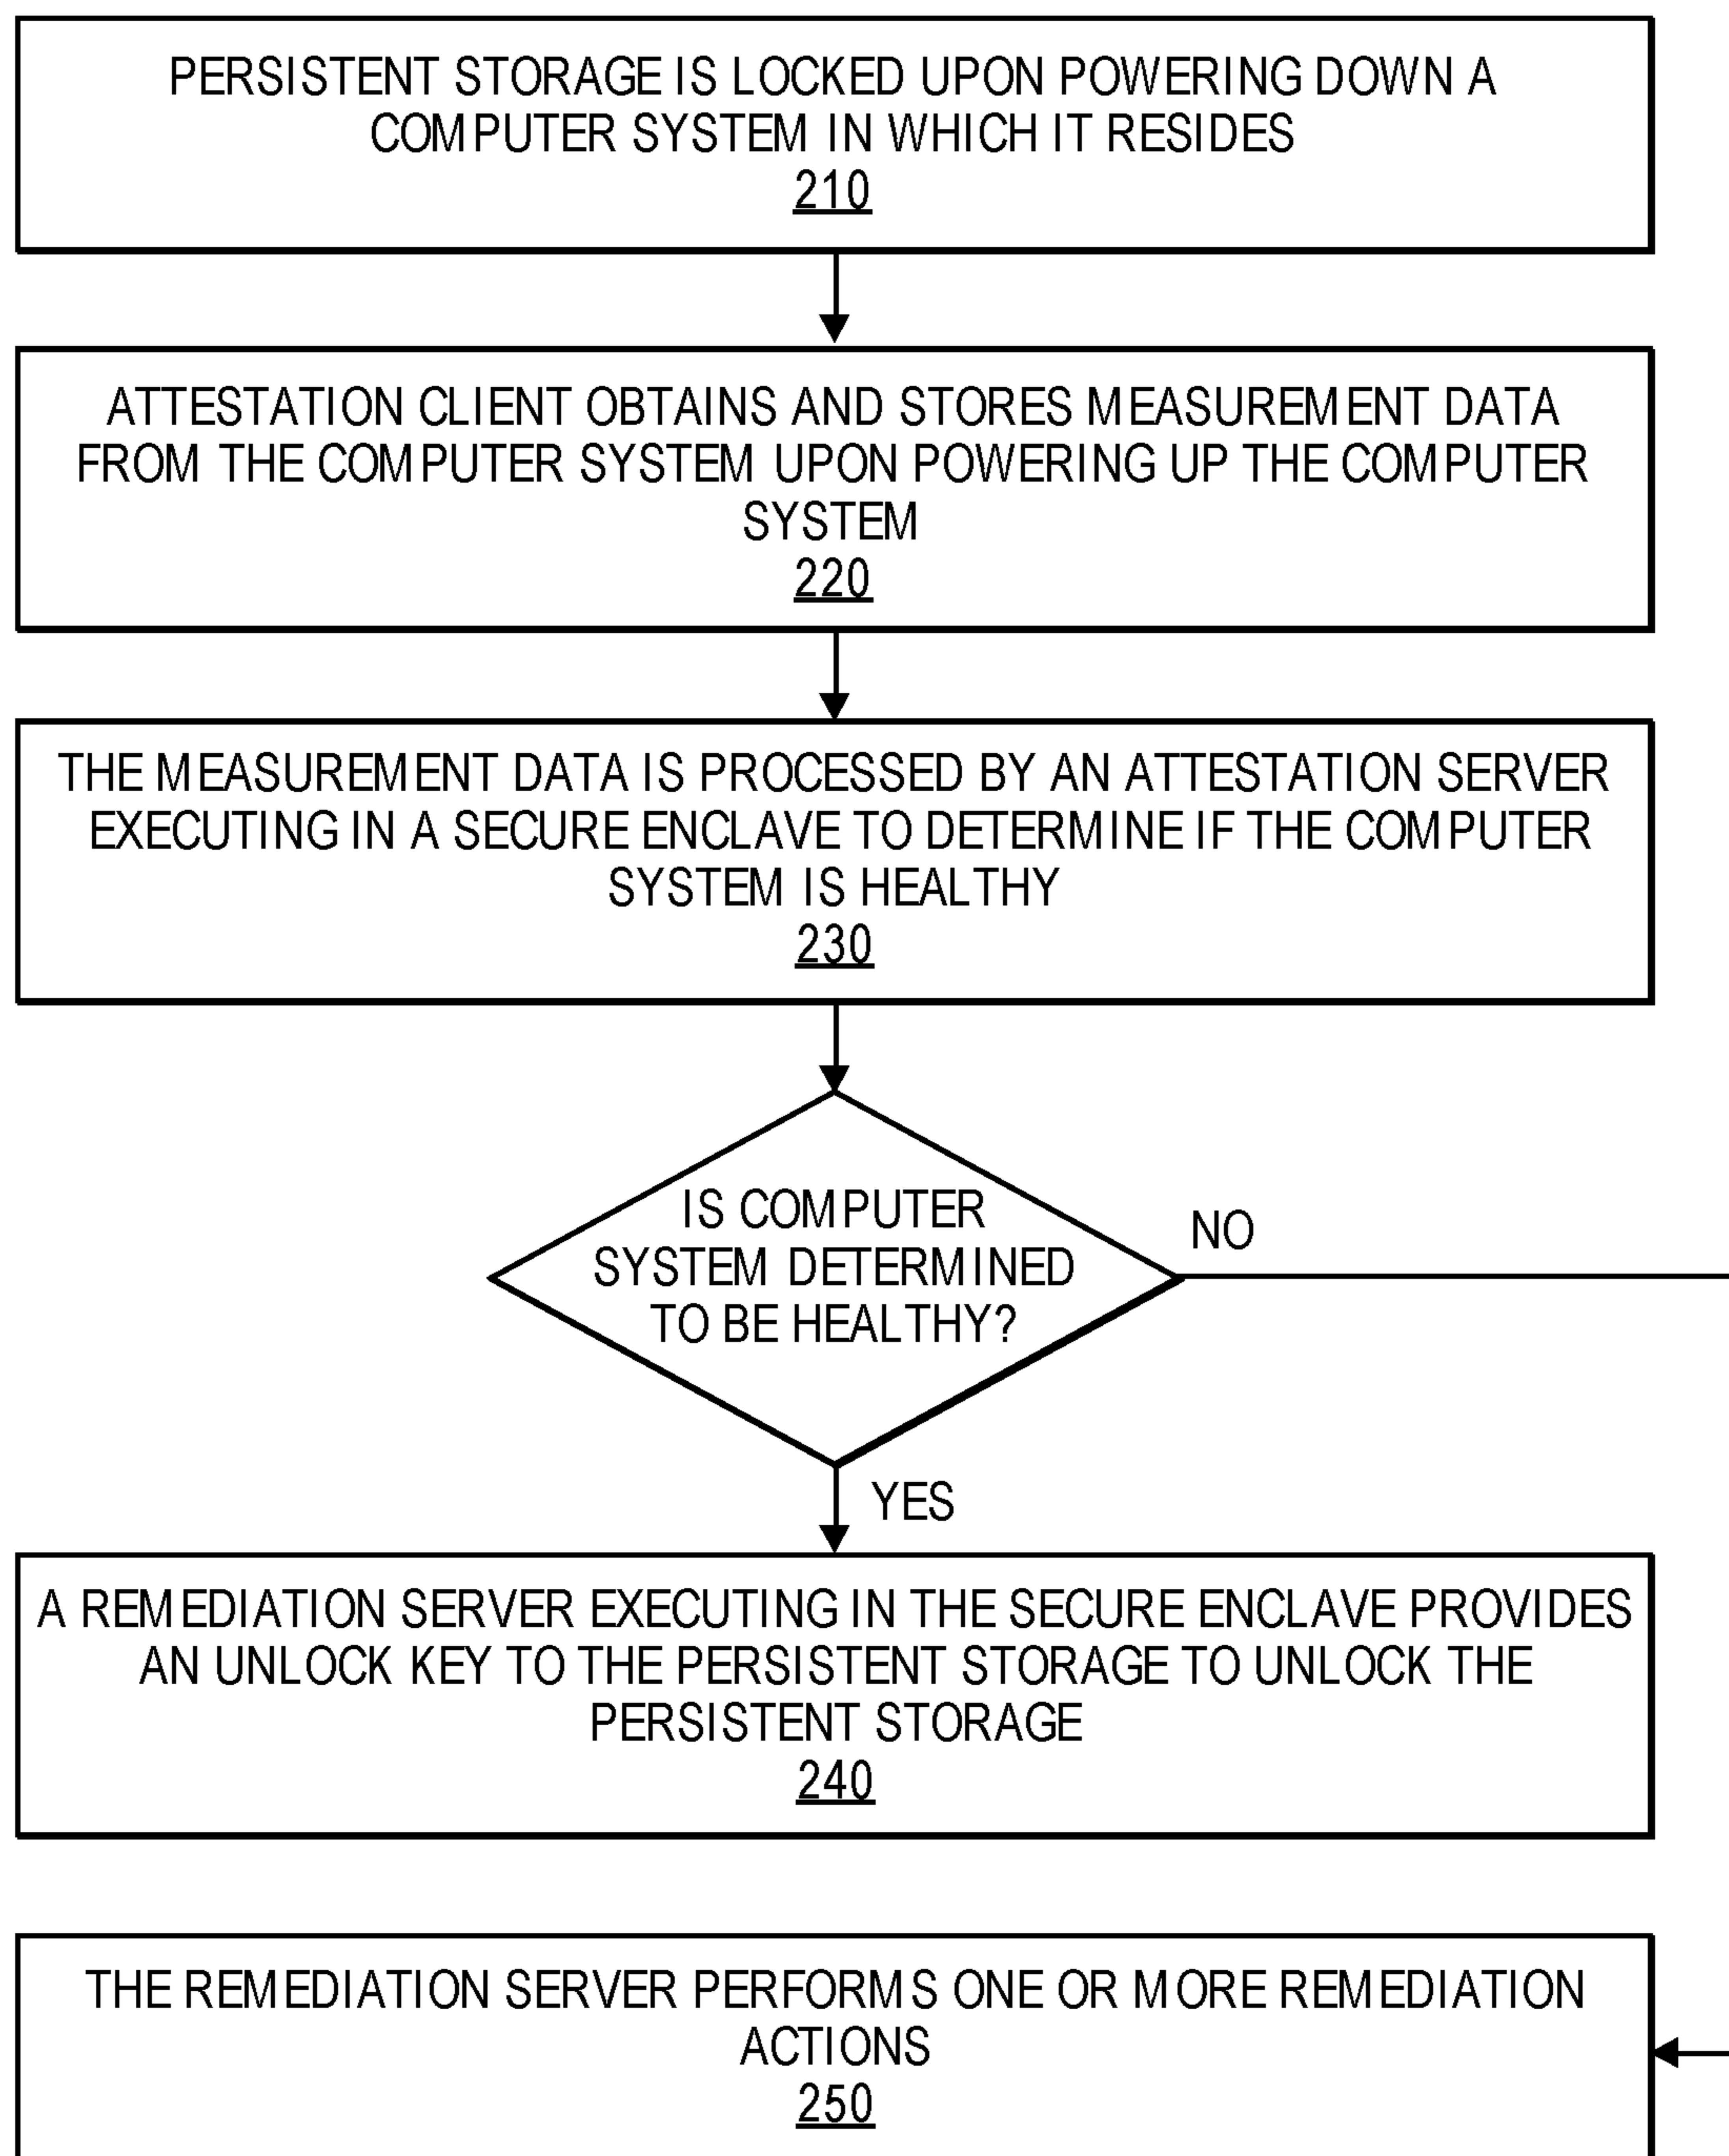 PERSISTENT STORAGE IS LOCKED UPON POWERING DOWN A
COMPUTER SYSTEM IN WHICH IT RESIDES
210
ATTESTATION CLIENT OBTAINS AND STORES MEASUREMENT DATA
FROM THE COMPUTER SYSTEM UPON POWERING UP THE COMPUTER
SYSTEM
220
THE MEASUREMENT DATA IS PROCESSED BY AN ATTESTATION SERVER
EXECUTING IN A SECURE ENCLAVE TO DETERMINE IF THE COMPUTER
SYSTEM IS HEALTHY
230
IS COMPUTER
SYSTEM DETERMINED
TO BE HEALTHY?
NO
YES
A REMEDIATION SERVER EXECUTING IN THE SECURE ENCLAVE PROVIDES
AN UNLOCK KEY TO THE PERSISTENT STORAGE TO UNLOCK THE
PERSISTENT STORAGE
240
THE REMEDIATION SERVER PERFORMS ONE OR MORE REMEDIATION
ACTIONS
250